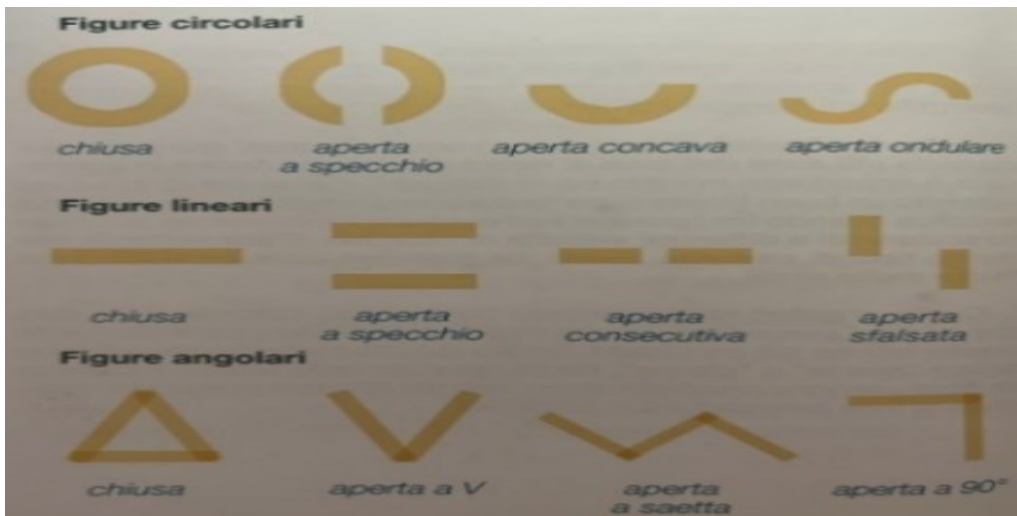 Figure circolari
chiusa
aperta
a specchio
aperta concava
aperta ondulare
Figure lineari
chiusa
aperta
a specchio
aperta
consecutiva
aperta
sfalsata
Figure angolari
chiusa
aperta a V
aperta
a saetta
aperta a 90°